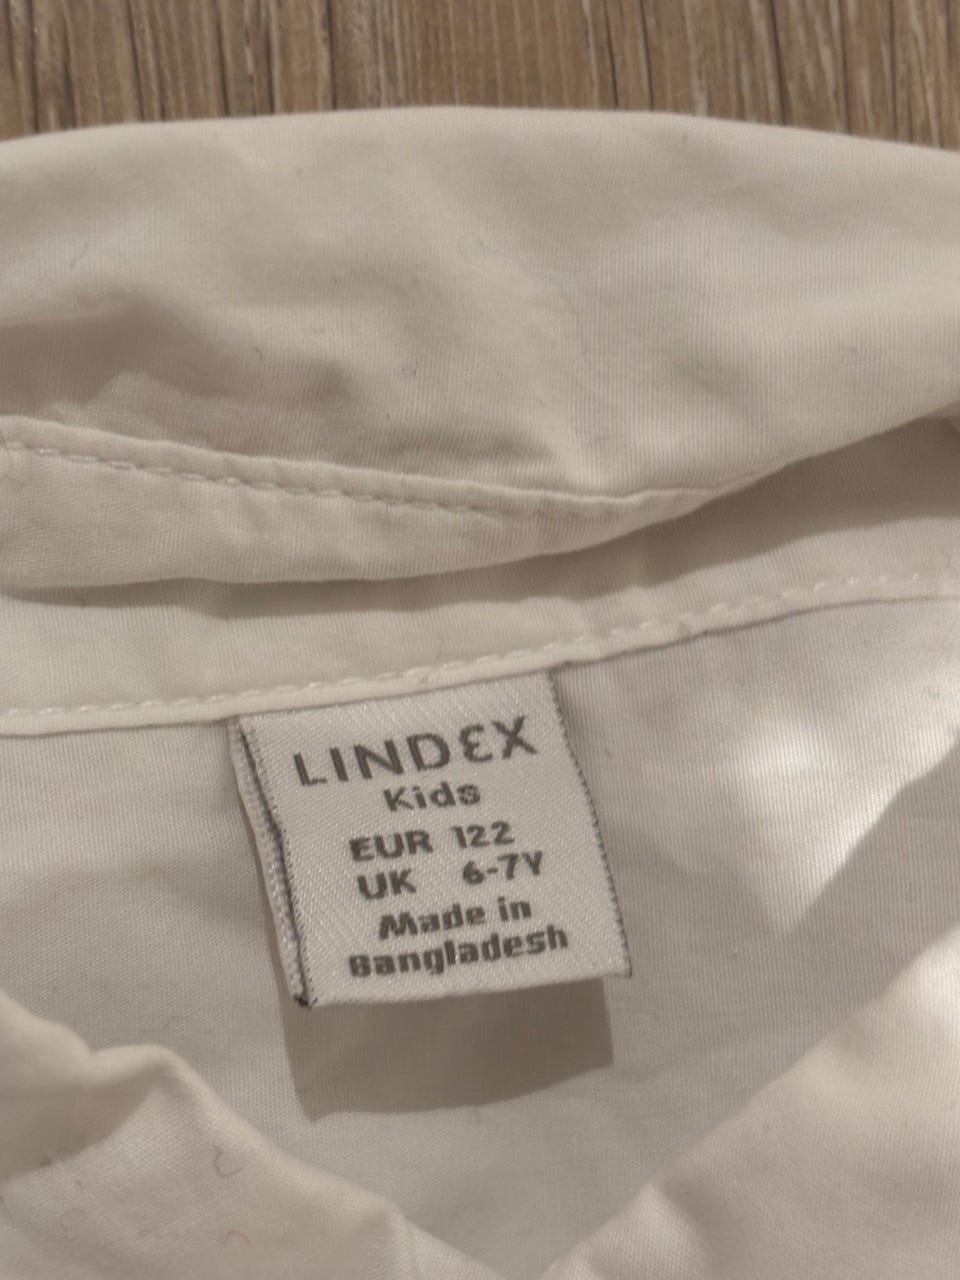 LINDEX
Kids
EUR 122
UK 6-7Y
Made in
Bangladesh